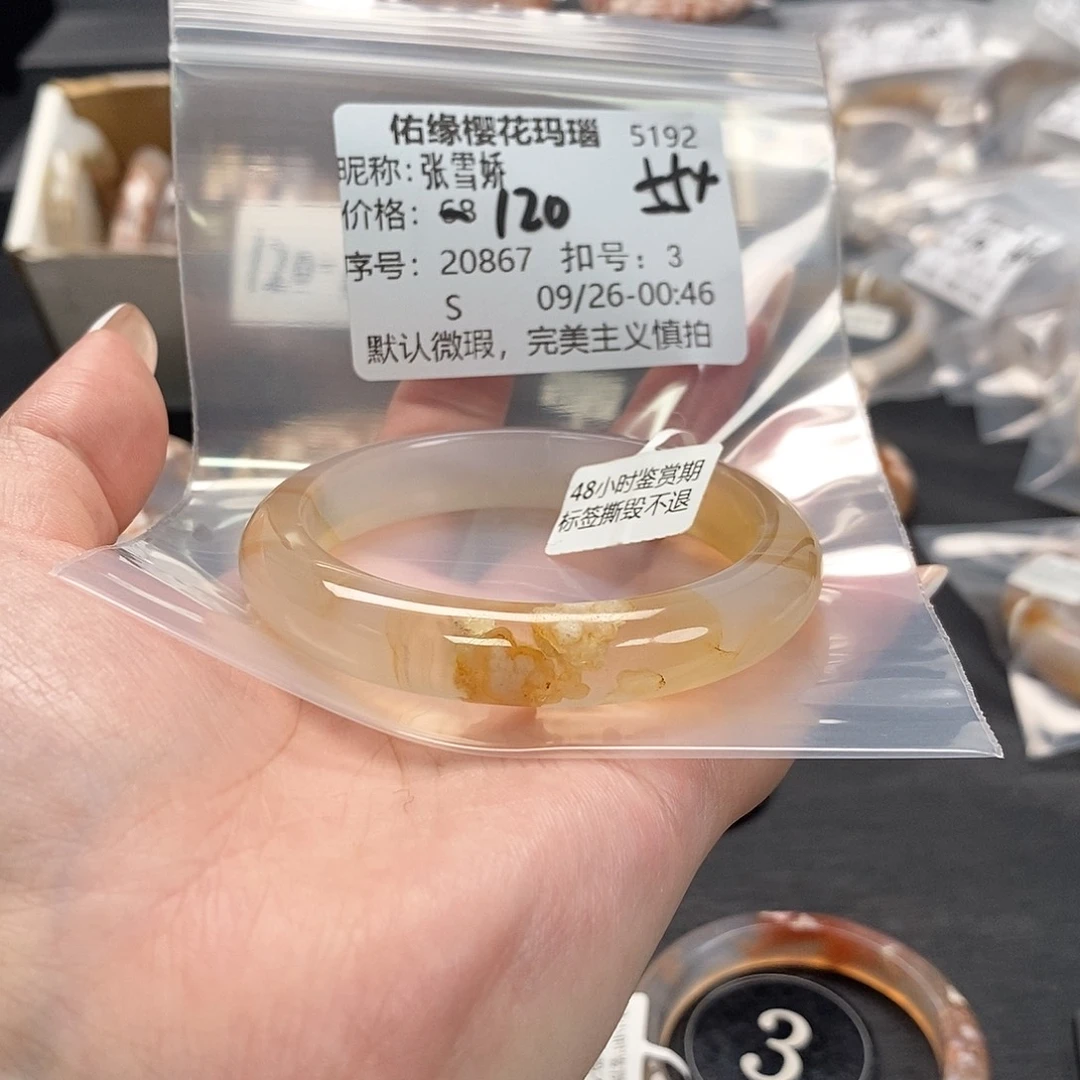 佑缘樱花玛瑙 5192
昵称：张雪娇
价格：68 120
序号：20867 扣号：3
S 09/26-00:46
默认微瑕，完美主义慎拍
48小时鉴赏期
标签撕毁不退
3